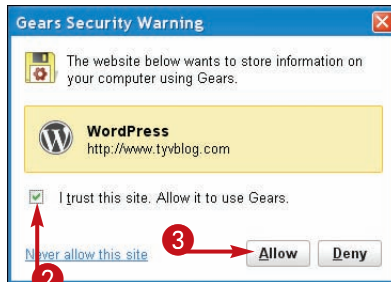 Gears Security Warning
The website below wants to store information on
your computer using Gears.
WordPress
http://www.tyvblog.com
I trust this site. Allow it to use Gears.
3
Never allow this site
Allow
Deny
2